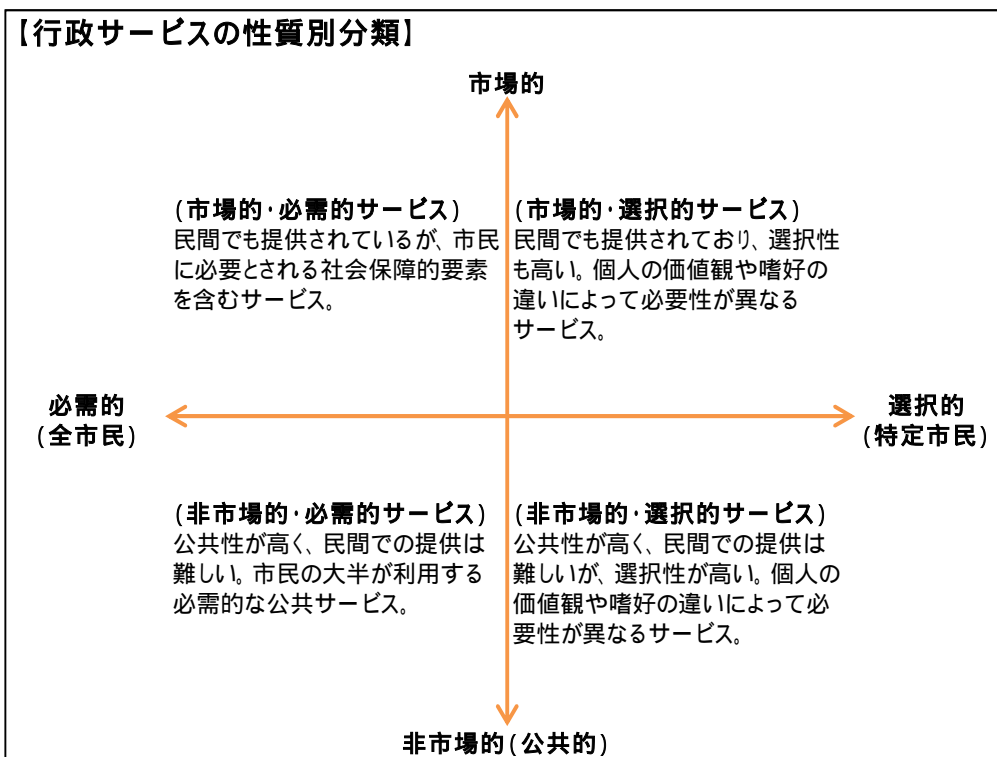 【行政サービスの性質別分類】
市場的
(市場的・必需的サービス)
民間でも提供されているが、市民
に必要とされる社会保障的要素
を含むサービス。
(市場的・選択的サービス)
民間でも提供されており、選択性
も高い。個人の価値観や嗜好の
違いによって必要性が異なる
サービス。
必需的
(全市民)
選択的
(特定市民)
(非市場的・必需的サービス)
公共性が高く、民間での提供は
難しい。市民の大半が利用する
必需的な公共サービス。
(非市場的・選択的サービス)
公共性が高く、民間での提供は
難しいが、選択性が高い。個人の
価値観や嗜好の違いによって必
要性が異なるサービス。
非市場的(公共的)